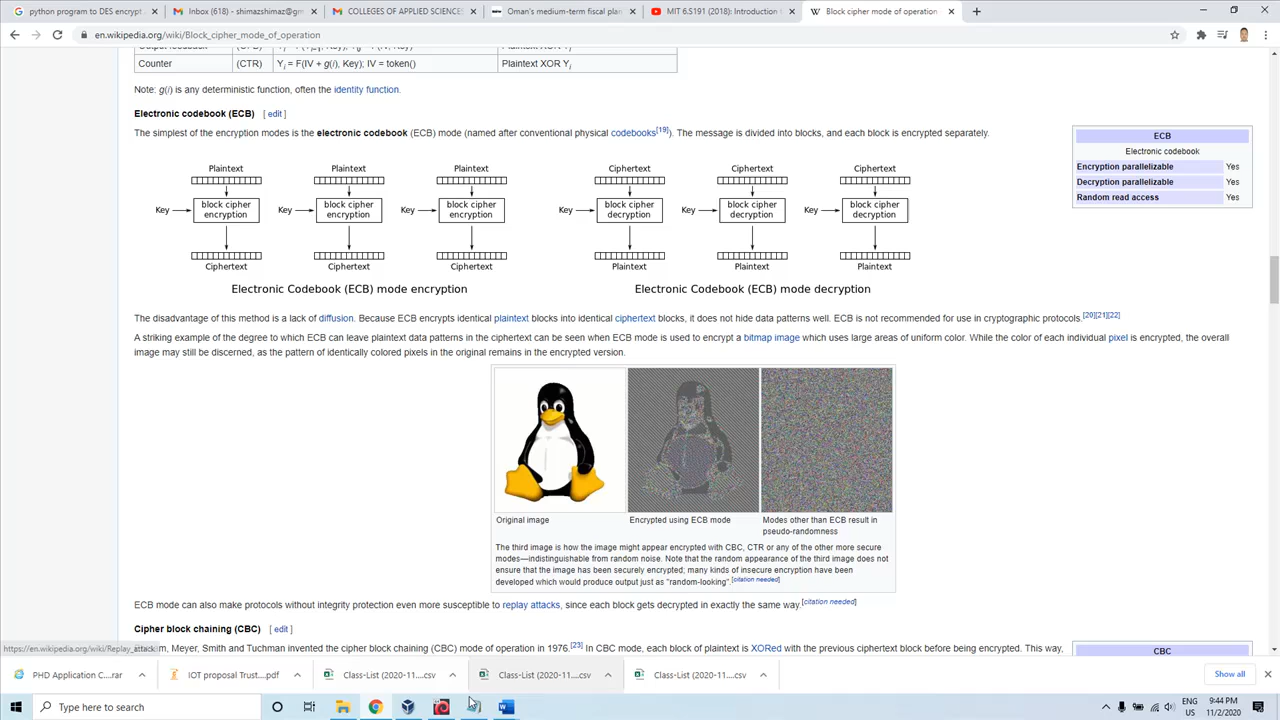 python program to DES encrypt
Inbox (618) - shimazshimaz@gm
COLLEGES OF APPLIED SCIENCES
Oman's medium-term fiscal plan
MIT 6.S191 (2018): Introduction
Block cipher mode of operation
en.wikipedia.org/wiki/Block_cipher_mode_of_operation
Counter (CTR) Yi = F(IV + g(i), Key); IV = token() Plaintext XOR Yi
Note: g(i) is any deterministic function, often the identity function.
Electronic codebook (ECB) [ edit ]
The simplest of the encryption modes is the electronic codebook (ECB) mode (named after conventional physical codebooks[19]). The message is divided into blocks, and each block is encrypted separately.
ECB
Electronic codebook
Encryption parallelizable Yes
Decryption parallelizable Yes
Random read access Yes
Plaintext Plaintext Plaintext
Key block cipher encryption Key block cipher encryption Key block cipher encryption
Ciphertext Ciphertext Ciphertext
Electronic Codebook (ECB) mode encryption
Ciphertext Ciphertext Ciphertext
Key block cipher decryption Key block cipher decryption Key block cipher decryption
Plaintext Plaintext Plaintext
Electronic Codebook (ECB) mode decryption
The disadvantage of this method is a lack of diffusion. Because ECB encrypts identical plaintext blocks into identical ciphertext blocks, it does not hide data patterns well. ECB is not recommended for use in cryptographic protocols.[20][21][22]
A striking example of the degree to which ECB can leave plaintext data patterns in the ciphertext can be seen when ECB mode is used to encrypt a bitmap image which uses large areas of uniform color. While the color of each individual pixel is encrypted, the overall
image may still be discerned, as the pattern of identically colored pixels in the original remains in the encrypted version.
Original image
Encrypted using ECB mode
Modes other than ECB result in
pseudo-randomness
The third image is how the image might appear encrypted with CBC, CTR or any of the other more secure
modes—indistinguishable from random noise. Note that the random appearance of the third image does not
ensure that the image has been securely encrypted; many kinds of insecure encryption have been
developed which would produce output just as "random-looking".[citation needed]
ECB mode can also make protocols without integrity protection even more susceptible to replay attacks, since each block gets decrypted in exactly the same way.[citation needed]
Cipher block chaining (CBC) [ edit ]
https://en.wikipedia.org/wiki/Replay_attack
m, Meyer, Smith and Tuchman invented the cipher block chaining (CBC) mode of operation in 1976.[23] In CBC mode, each block of plaintext is XORed with the previous ciphertext block before being encrypted. This way,
CBC
PHD Application C....rar
IOT proposal Trust....pdf
Class-List (2020-11....csv
Class-List (2020-11....csv
Class-List (2020-11....csv
Show all
Type here to search
ENG
US
9:44 PM
11/2/2020